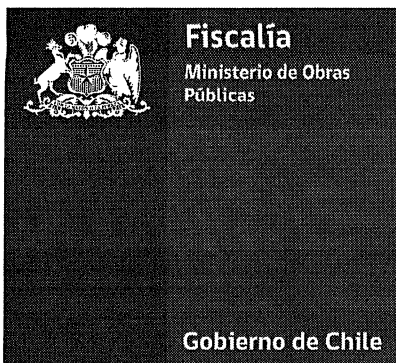 Fiscalía
Ministerio de Obras
Públicas
Gobierno de Chile